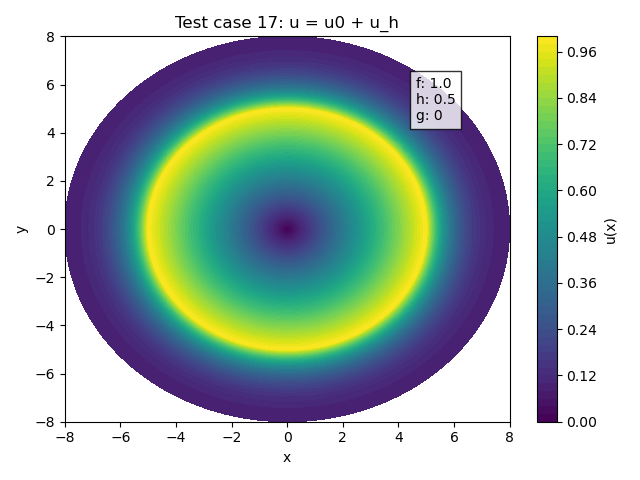 Test case 17: u = u0 + u_h
f: 1.0
h: 0.5
g: 0
8
6
4
2
0
−2
−4
−6
−8
y
−8 −6 −4 −2 0 2 4 6 8
x
0.96
0.84
0.72
0.60
0.48
0.36
0.24
0.12
0.00
u(x)